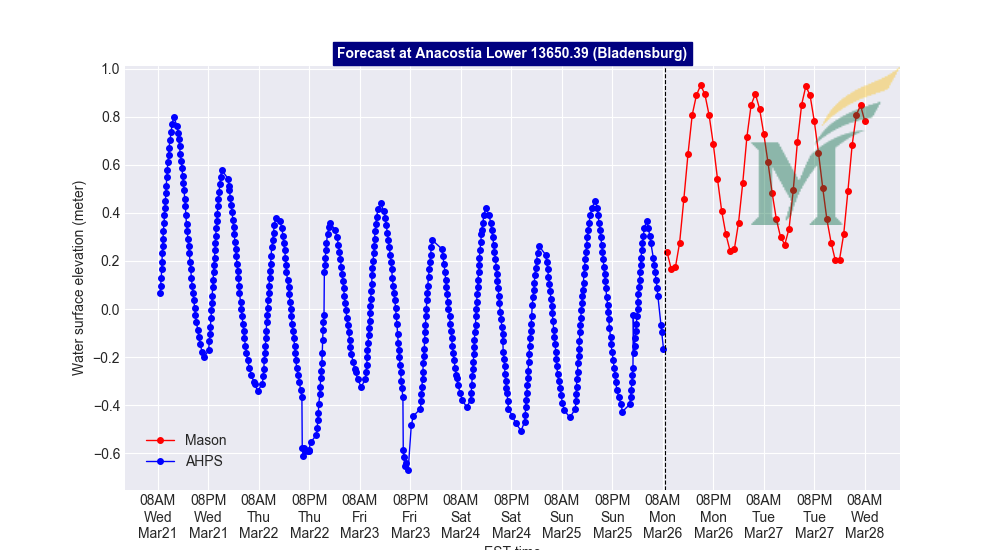 Forecast at Anacostia Lower 13650.39 (Bladensburg)
1.0
0.8
0.6
0.4
0.2
0.0
−0.2
−0.4
−0.6
Water surface elevation (meter)
Mason
AHPS
M
08AM 08PM 08AM 08PM 08AM 08PM 08AM 08PM 08AM 08PM 08AM 08PM 08AM 08PM 08AM
Wed Wed Thu Thu Fri Fri Sat Sat Sun Sun Mon Mon Tue Tue Wed
Mar21 Mar21 Mar22 Mar22 Mar23 Mar23 Mar24 Mar24 Mar25 Mar25 Mar26 Mar26 Mar27 Mar27 Mar28
EST time